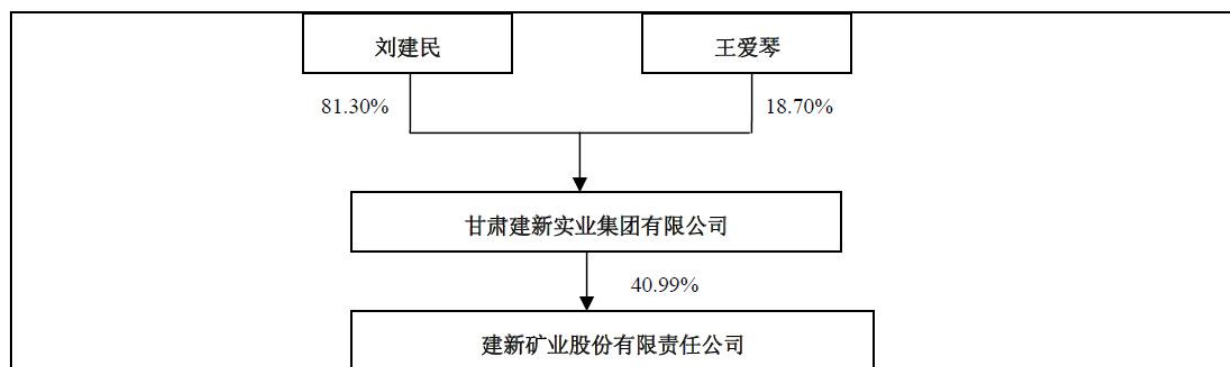 刘建民
王爱琴
81.30%
18.70%
甘肃建新实业集团有限公司
40.99%
建新矿业股份有限责任公司